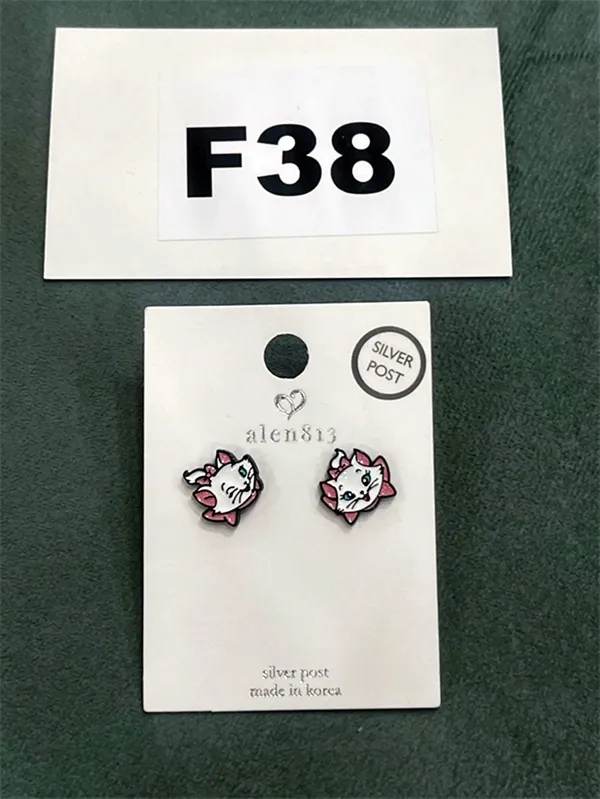 F38
SILVER
POST
alen813
silver post
made in korea